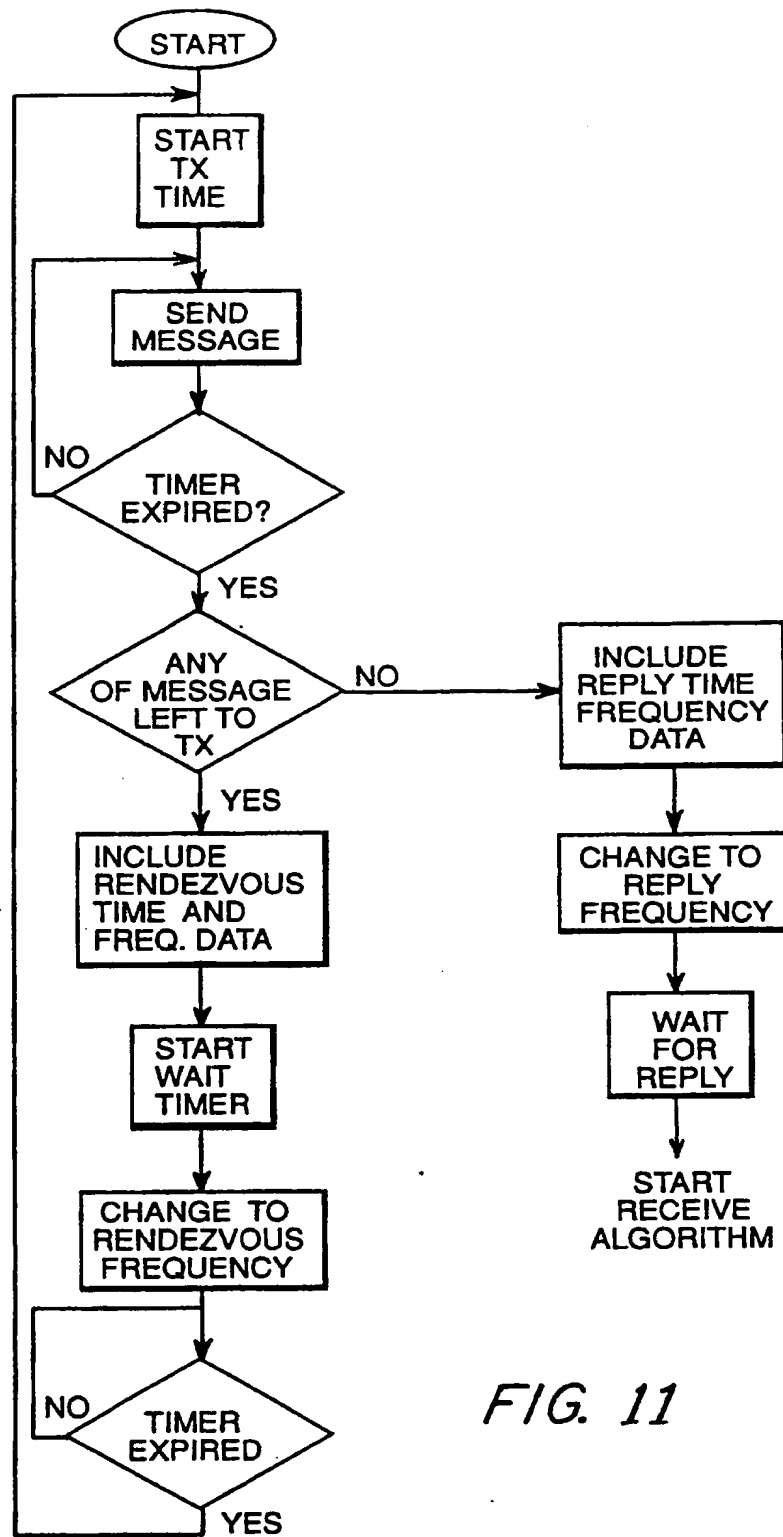 START
START
TX
TIME
SEND
MESSAGE
NO
TIMER
EXPIRED?
YES
ANY
OF MESSAGE
LEFT TO
TX
NO
YES
INCLUDE
RENDEZVOUS
TIME AND
FREQ. DATA
START
WAIT
TIMER
CHANGE TO
RENDEZVOUS
FREQUENCY
NO
TIMER
EXPIRED
YES
INCLUDE
REPLY TIME
FREQUENCY
DATA
CHANGE TO
REPLY
FREQUENCY
WAIT
FOR
REPLY
START
RECEIVE
ALGORITHM
FIG. 11